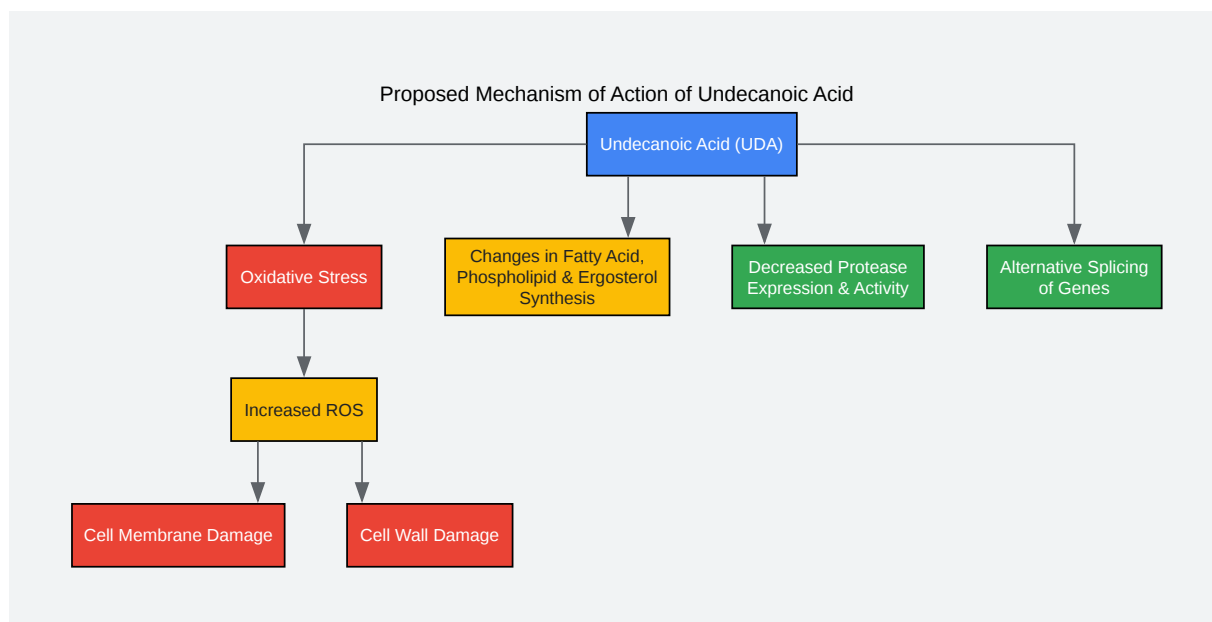 Proposed Mechanism of Action of Undecanoic Acid
Undecanoic Acid (UDA)
Oxidative Stress
Changes in Fatty Acid,
Phospholipid & Ergosterol
Synthesis
Decreased Protease
Expression & Activity
Alternative Splicing
of Genes
Increased ROS
Cell Membrane Damage
Cell Wall Damage